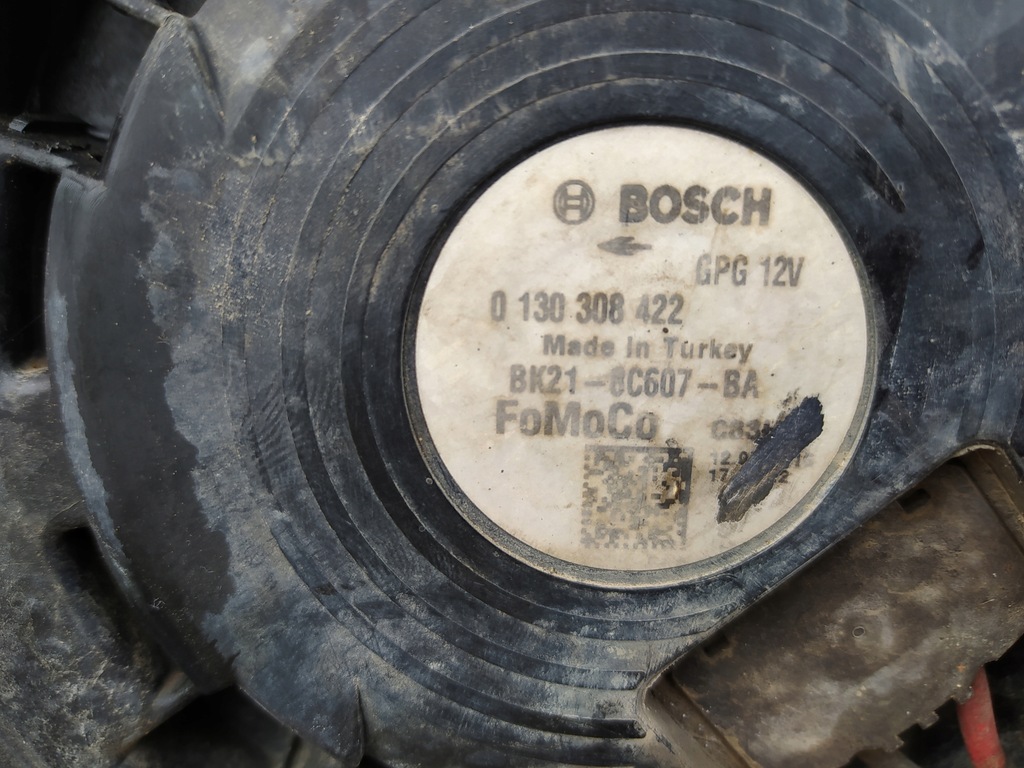 BOSCH
GPG 12V
0 130 308 422
Made in Turkey
BK21-8C607-BA
FoMoCo